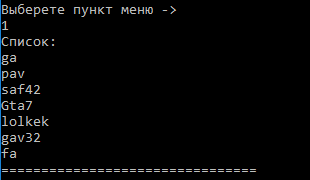 Выберете пункт меню ->
1
Список:
ga
pav
saf42
Gta7
lolkek
gav32
fa
================================